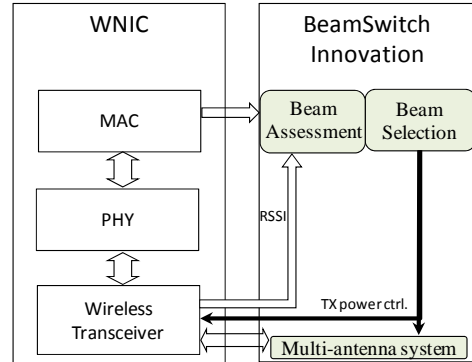 WNIC
BeamSwitch
Innovation
MAC
Beam
Assessment
Beam
Selection
PHY
RSSI
Wireless
Transceiver
TX power ctrl.
Multi-antenna system